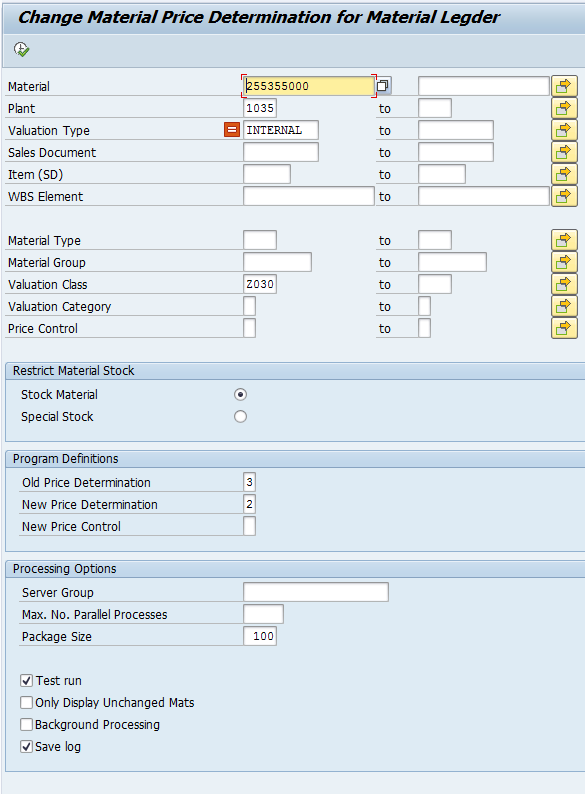 Change Material Price Determination for Material Legder
Material 255355000
Plant 1035 to
Valuation Type = INTERNAL to
Sales Document to
Item (SD) to
WBS Element to
Material Type to
Material Group to
Valuation Class Z030 to
Valuation Category to
Price Control to
Restrict Material Stock
Stock Material
Special Stock
Program Definitions
Old Price Determination 3
New Price Determination 2
New Price Control
Processing Options
Server Group
Max. No. Parallel Processes
Package Size 100
Test run
Only Display Unchanged Mats
Background Processing
Save log